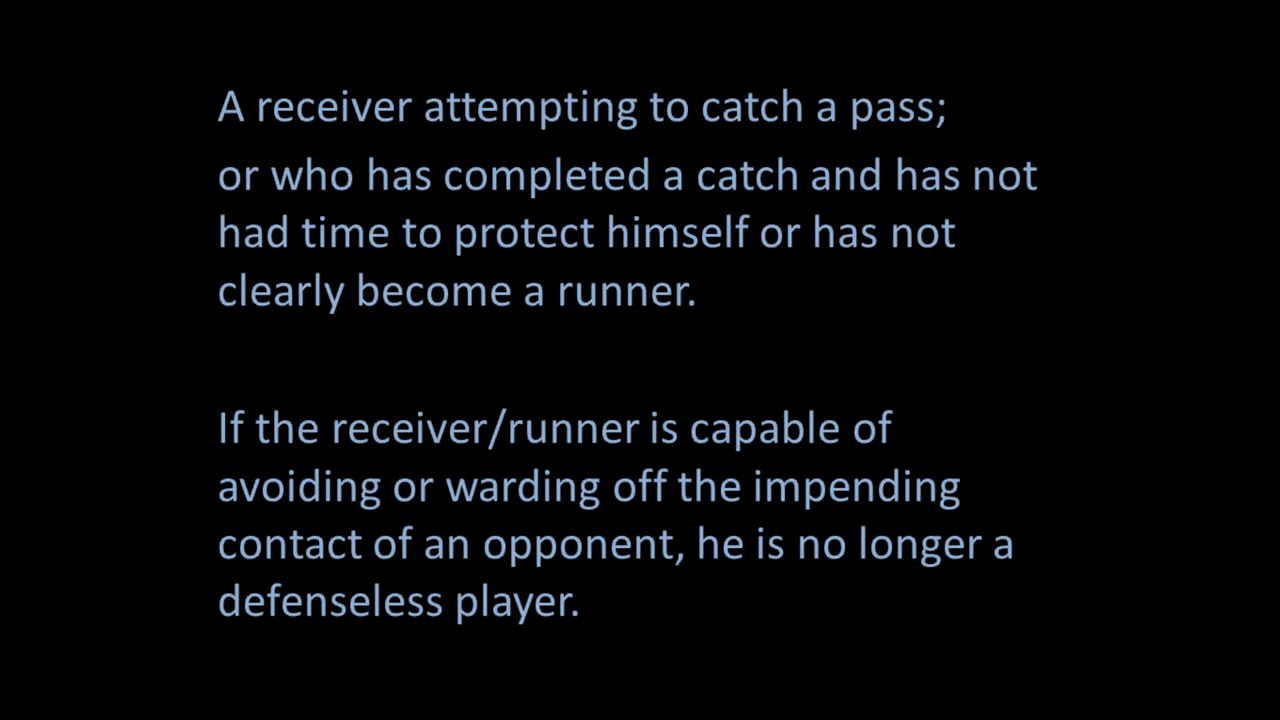 A receiver attempting to catch a pass;
or who has completed a catch and has not
had time to protect himself or has not
clearly become a runner.
If the receiver/runner is capable of
avoiding or warding off the impending
contact of an opponent, he is no longer a
defenseless player.